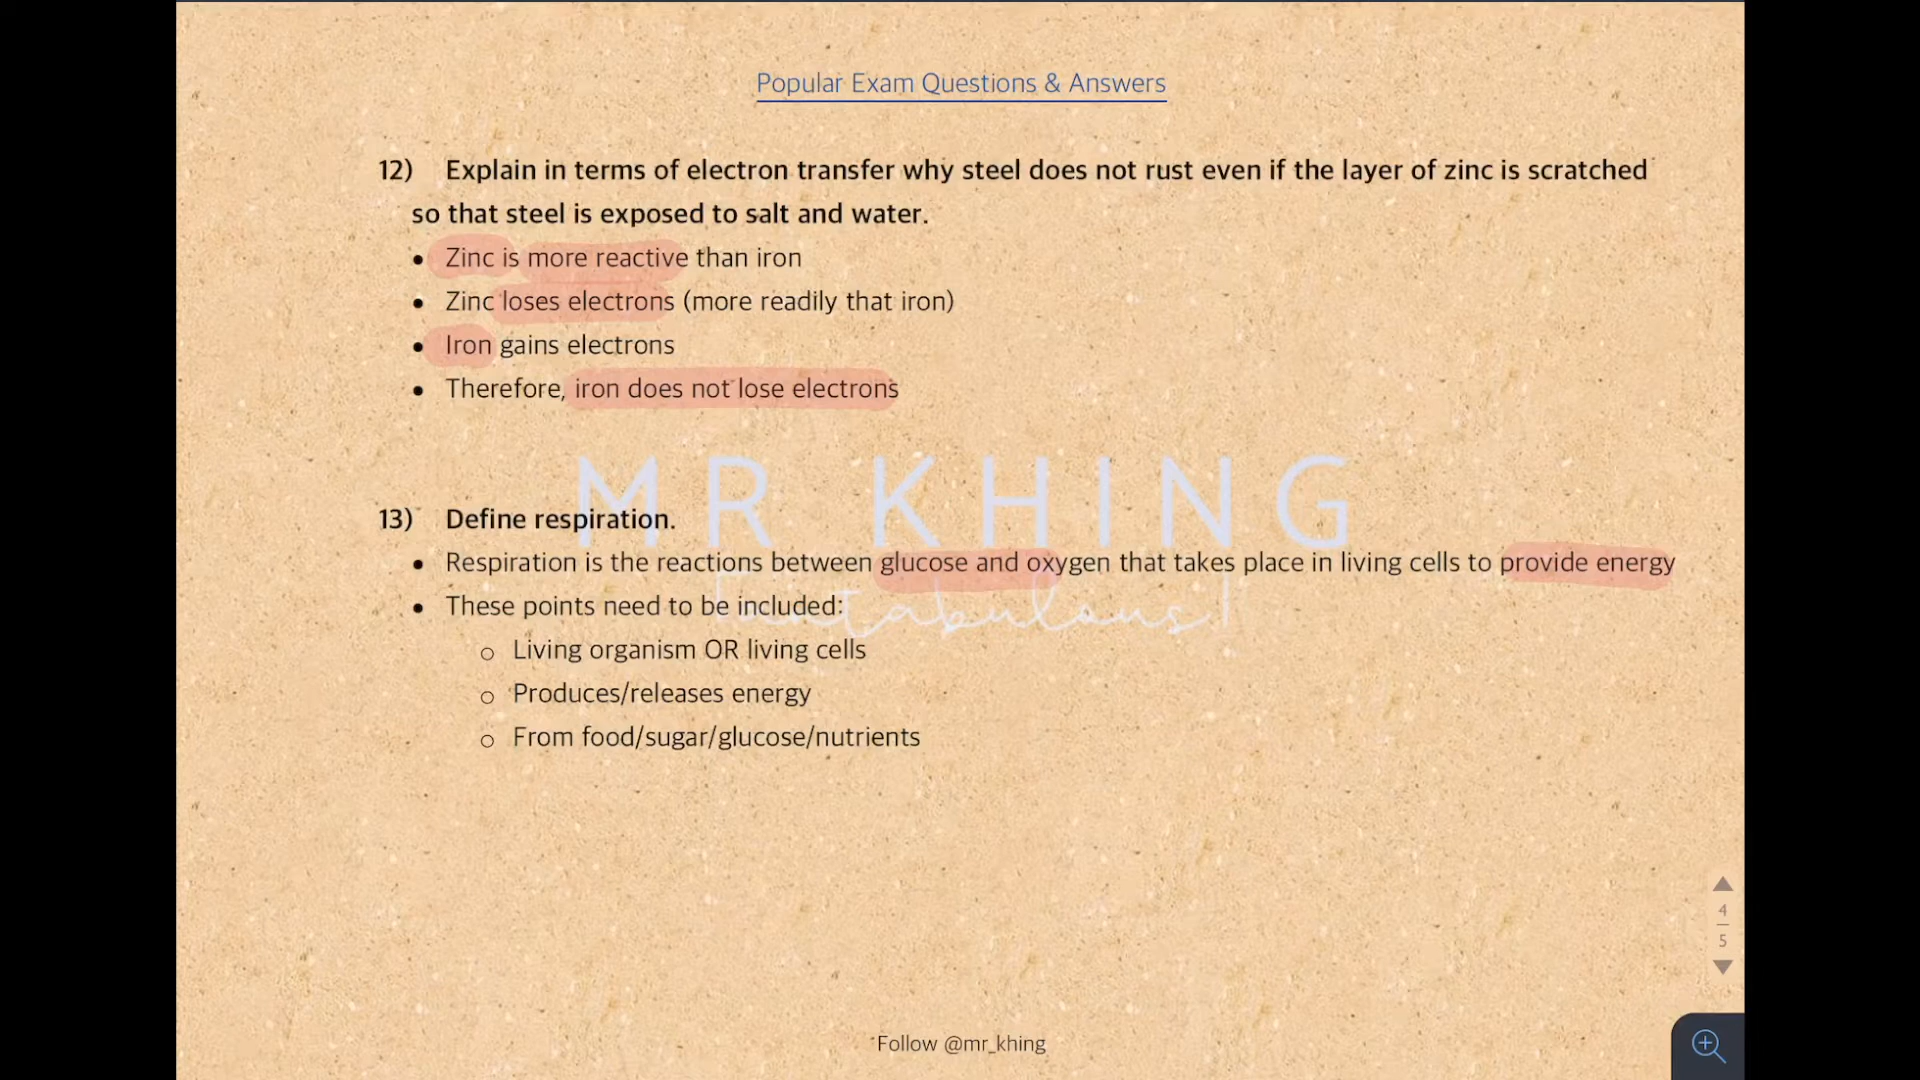 Popular Exam Questions & Answers
12) Explain in terms of electron transfer why steel does not rust even if the layer of zinc is scratched
so that steel is exposed to salt and water.
• Zinc is more reactive than iron
• Zinc loses electrons (more readily that iron)
• Iron gains electrons
• Therefore, iron does not lose electrons
MR KHING
13) Define respiration.
• Respiration is the reactions between glucose and oxygen that takes place in living cells to provide energy
Funtabulous!
• These points need to be included:
o Living organism OR living cells
o Produces/releases energy
o From food/sugar/glucose/nutrients
4
5
Follow @mr_khing